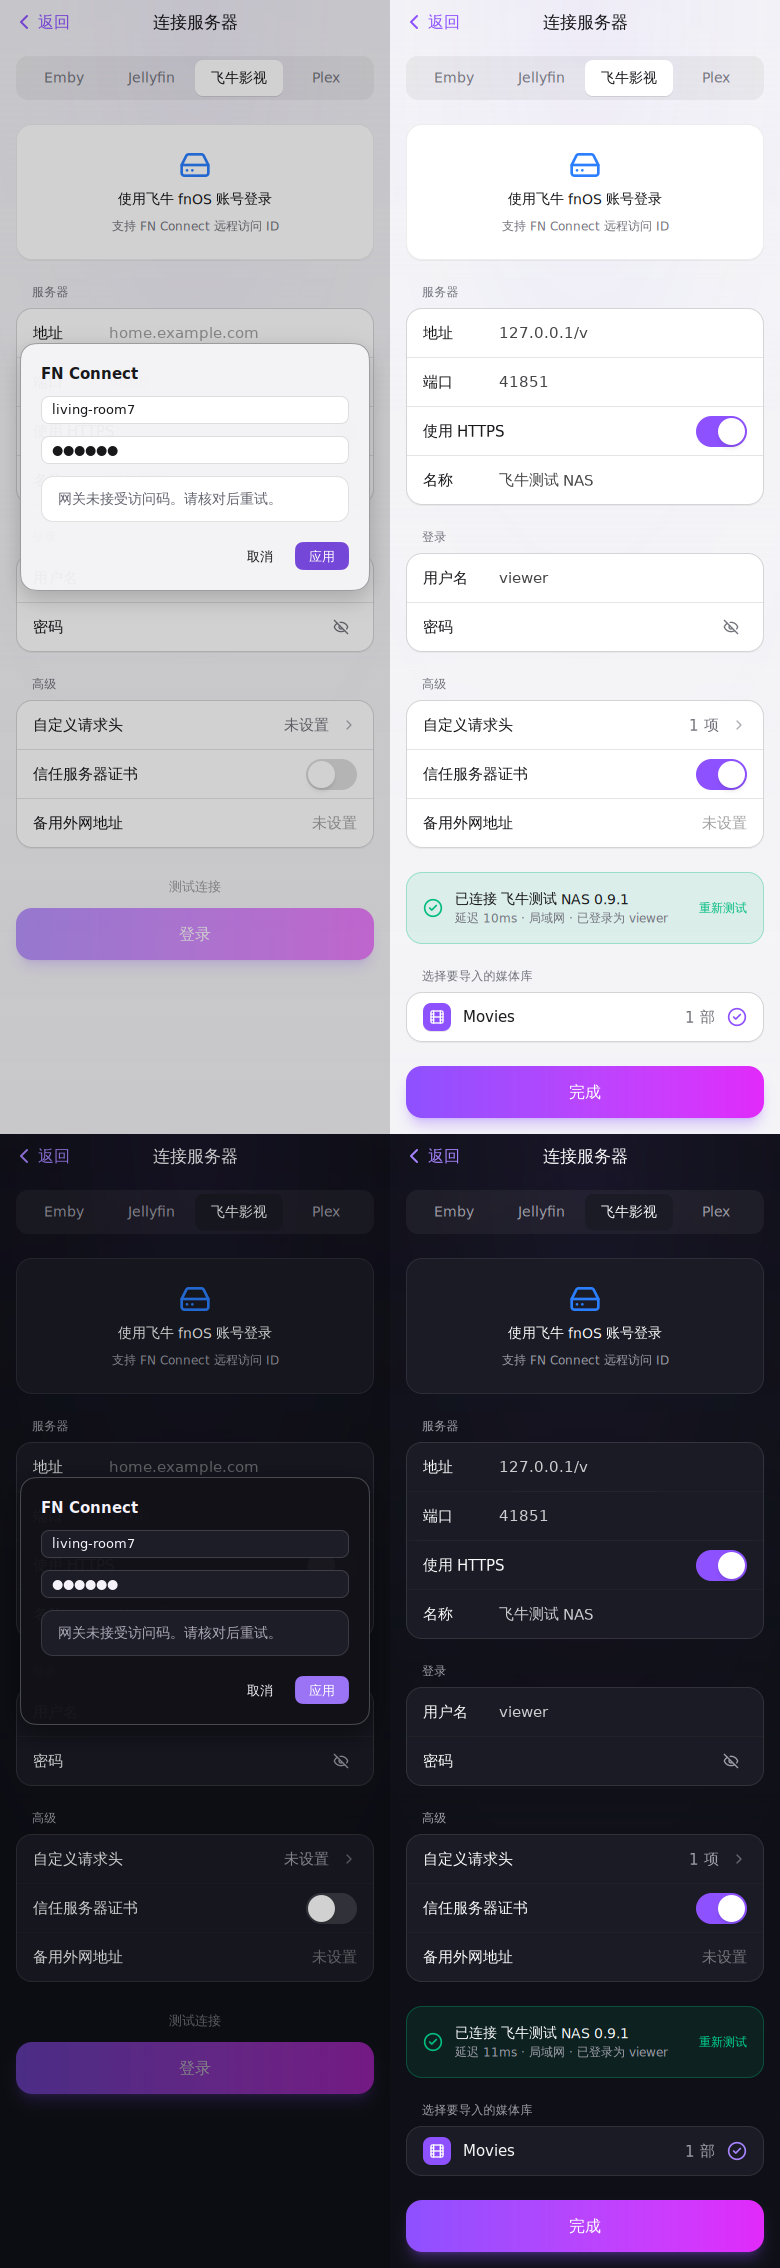 返回 连接服务器
Emby Jellyfin 飞牛影视 Plex
使用飞牛 fnOS 账号登录
支持 FN Connect 远程访问 ID
服务器
地址 home.example.com
FN Connect
living-room7
●●●●●●
网关未接受访问码。请核对后重试。
取消 应用
用户名
密码
高级
自定义请求头 未设置
信任服务器证书
备用外网地址 未设置
测试连接
登录
返回 连接服务器
Emby Jellyfin 飞牛影视 Plex
使用飞牛 fnOS 账号登录
支持 FN Connect 远程访问 ID
服务器
地址 127.0.0.1/v
端口 41851
使用 HTTPS
名称 飞牛测试 NAS
登录
用户名 viewer
密码
高级
自定义请求头 1 项
信任服务器证书
备用外网地址 未设置
已连接 飞牛测试 NAS 0.9.1
延迟 10ms · 局域网 · 已登录为 viewer
重新测试
选择要导入的媒体库
Movies 1 部
完成
返回 连接服务器
Emby Jellyfin 飞牛影视 Plex
使用飞牛 fnOS 账号登录
支持 FN Connect 远程访问 ID
服务器
地址 home.example.com
FN Connect
living-room7
●●●●●●
网关未接受访问码。请核对后重试。
取消 应用
用户名
密码
高级
自定义请求头 未设置
信任服务器证书
备用外网地址 未设置
测试连接
登录
返回 连接服务器
Emby Jellyfin 飞牛影视 Plex
使用飞牛 fnOS 账号登录
支持 FN Connect 远程访问 ID
服务器
地址 127.0.0.1/v
端口 41851
使用 HTTPS
名称 飞牛测试 NAS
登录
用户名 viewer
密码
高级
自定义请求头 1 项
信任服务器证书
备用外网地址 未设置
已连接 飞牛测试 NAS 0.9.1
延迟 11ms · 局域网 · 已登录为 viewer
重新测试
选择要导入的媒体库
Movies 1 部
完成